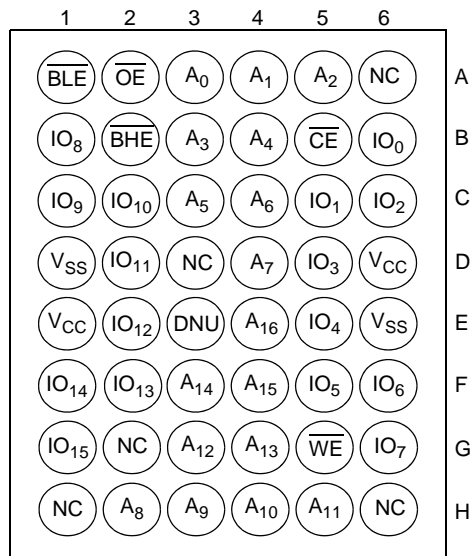 1 2 3 4 5 6
BLE OE A0 A1 A2 NC A
IO8 BHE A3 A4 CE IO0 B
IO9 IO10 A5 A6 IO1 IO2 C
VSS IO11 NC A7 IO3 VCC D
VCC IO12 DNU A16 IO4 VSS E
IO14 IO13 A14 A15 IO5 IO6 F
IO15 NC A12 A13 WE IO7 G
NC A8 A9 A10 A11 NC H